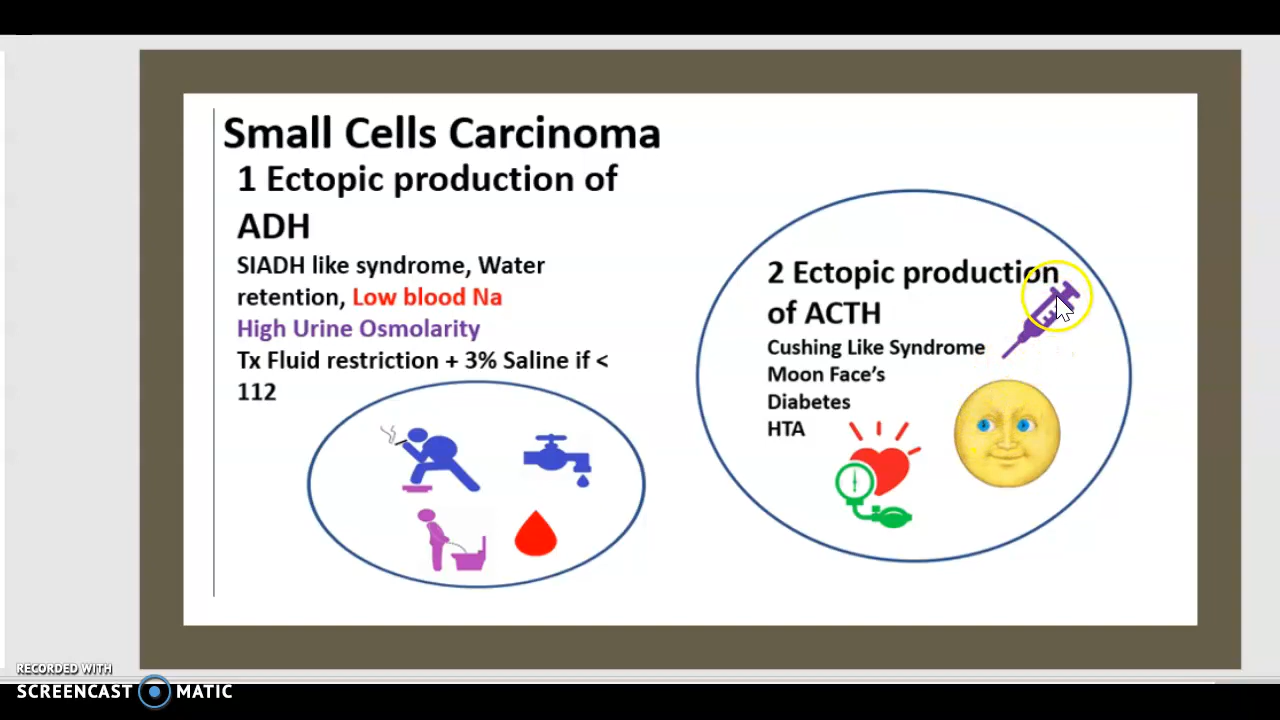 Small Cells Carcinoma
1 Ectopic production of
ADH
SIADH like syndrome, Water
retention, Low blood Na
High Urine Osmolarity
Tx Fluid restriction + 3% Saline if <
112
2 Ectopic production
of ACTH
Cushing Like Syndrome
Moon Face’s
Diabetes
HTA
RECORDED WITH
SCREENCAST MATIC